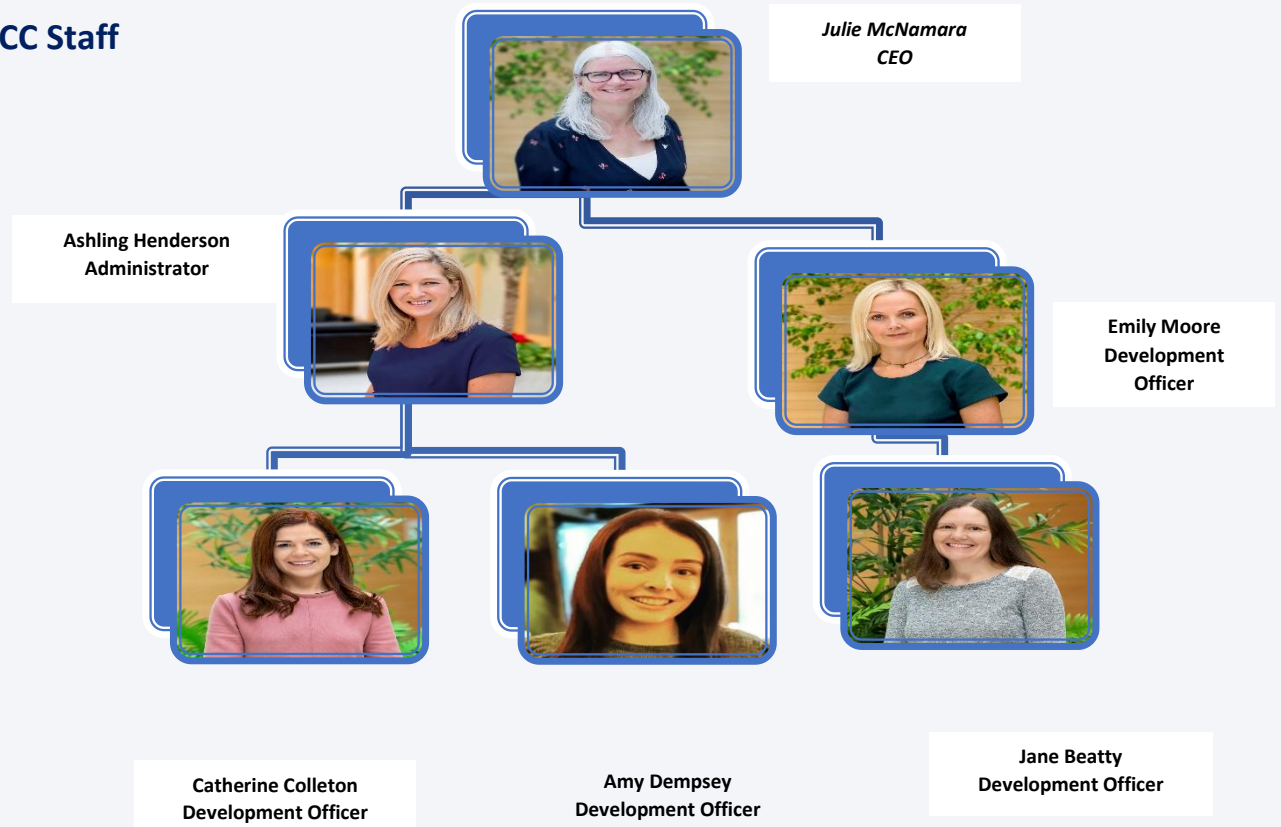 CC Staff
Julie McNamara
CEO
Ashling Henderson
Administrator
Emily Moore
Development
Officer
Catherine Colleton
Development Officer
Amy Dempsey
Development Officer
Jane Beatty
Development Officer